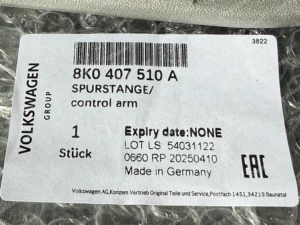 3822
VOLKSWAGEN
GROUP
8K0 407 510 A
SPURSTANGE/
control arm
1
Stück
Expiry date:NONE
LOT LS 54031122
0660 RP 20250410
Made in Germany
EAC
Volkswagen AG,Konzern Vertrieb Original Teile und Service,Postfach 1451,34219 Baunatal